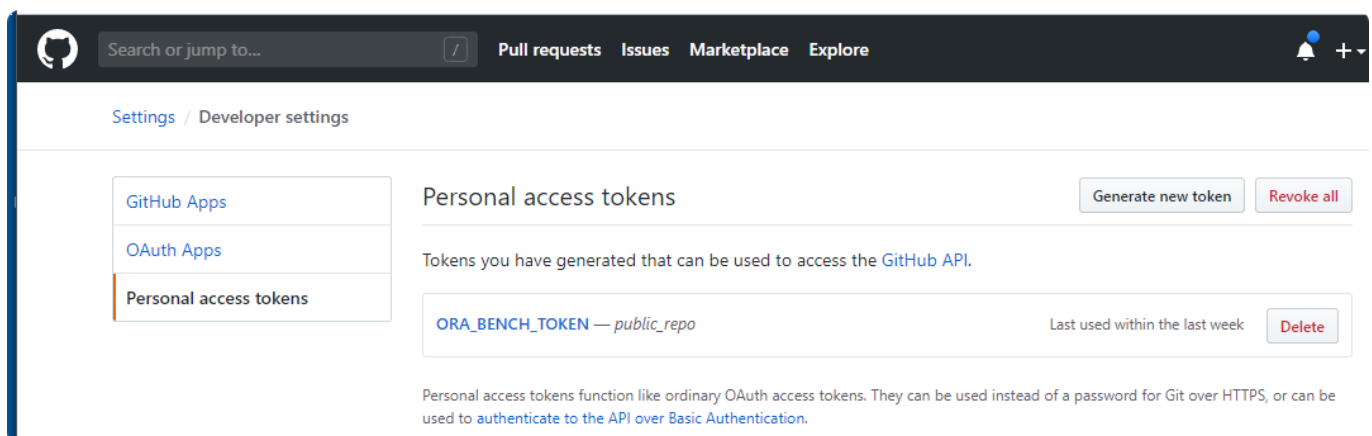 Search or jump to... /
Pull requests Issues Marketplace Explore
Settings / Developer settings
GitHub Apps
OAuth Apps
Personal access tokens
Personal access tokens
Generate new token
Revoke all
Tokens you have generated that can be used to access the GitHub API.
ORA_BENCH_TOKEN — public_repo
Last used within the last week
Delete
Personal access tokens function like ordinary OAuth access tokens. They can be used instead of a password for Git over HTTPS, or can be
used to authenticate to the API over Basic Authentication.